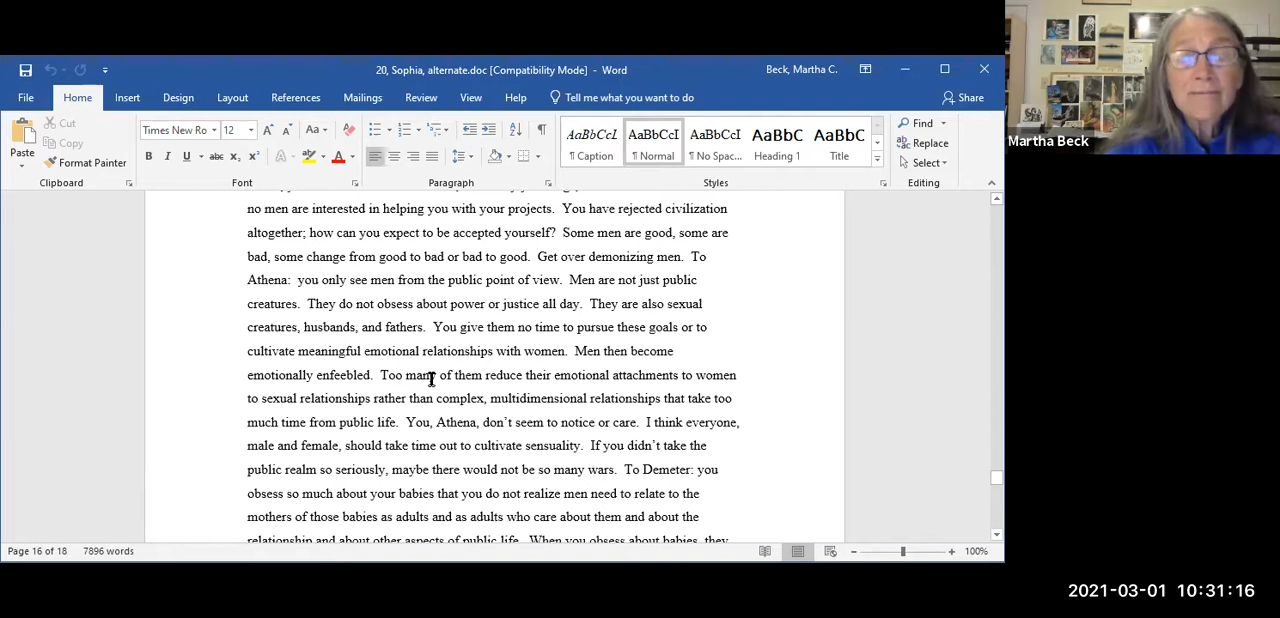 20, Sophia, alternate.doc [Compatibility Mode] - Word
Beck, Martha C.
File Home Insert Design Layout References Mailings Review View Help Tell me what you want to do Share
Paste
Cut
Copy
Format Painter
Clipboard
Times New Ro 12
Font
Paragraph
AaBbCcI AaBbCcI AaBbCcI AaBbC AaBbC
¶ Caption ¶ Normal ¶ No Spac... Heading 1 Title
Styles
Find
Replace
Select
Editing
no men are interested in helping you with your projects. You have rejected civilization
altogether; how can you expect to be accepted yourself? Some men are good, some are
bad, some change from good to bad or bad to good. Get over demonizing men. To
Athena: you only see men from the public point of view. Men are not just public
creatures. They do not obsess about power or justice all day. They are also sexual
creatures, husbands, and fathers. You give them no time to pursue these goals or to
cultivate meaningful emotional relationships with women. Men then become
emotionally enfeebled. Too many of them reduce their emotional attachments to women
to sexual relationships rather than complex, multidimensional relationships that take too
much time from public life. You, Athena, don't seem to notice or care. I think everyone,
male and female, should take time out to cultivate sensuality. If you didn't take the
public realm so seriously, maybe there would not be so many wars. To Demeter: you
obsess so much about your babies that you do not realize men need to relate to the
mothers of those babies as adults and as adults who care about them and about the
relationship and about other aspects of public life. When you obsess about babies, they
Page 16 of 18 7896 words
100%
Martha Beck
2021-03-01 10:31:16